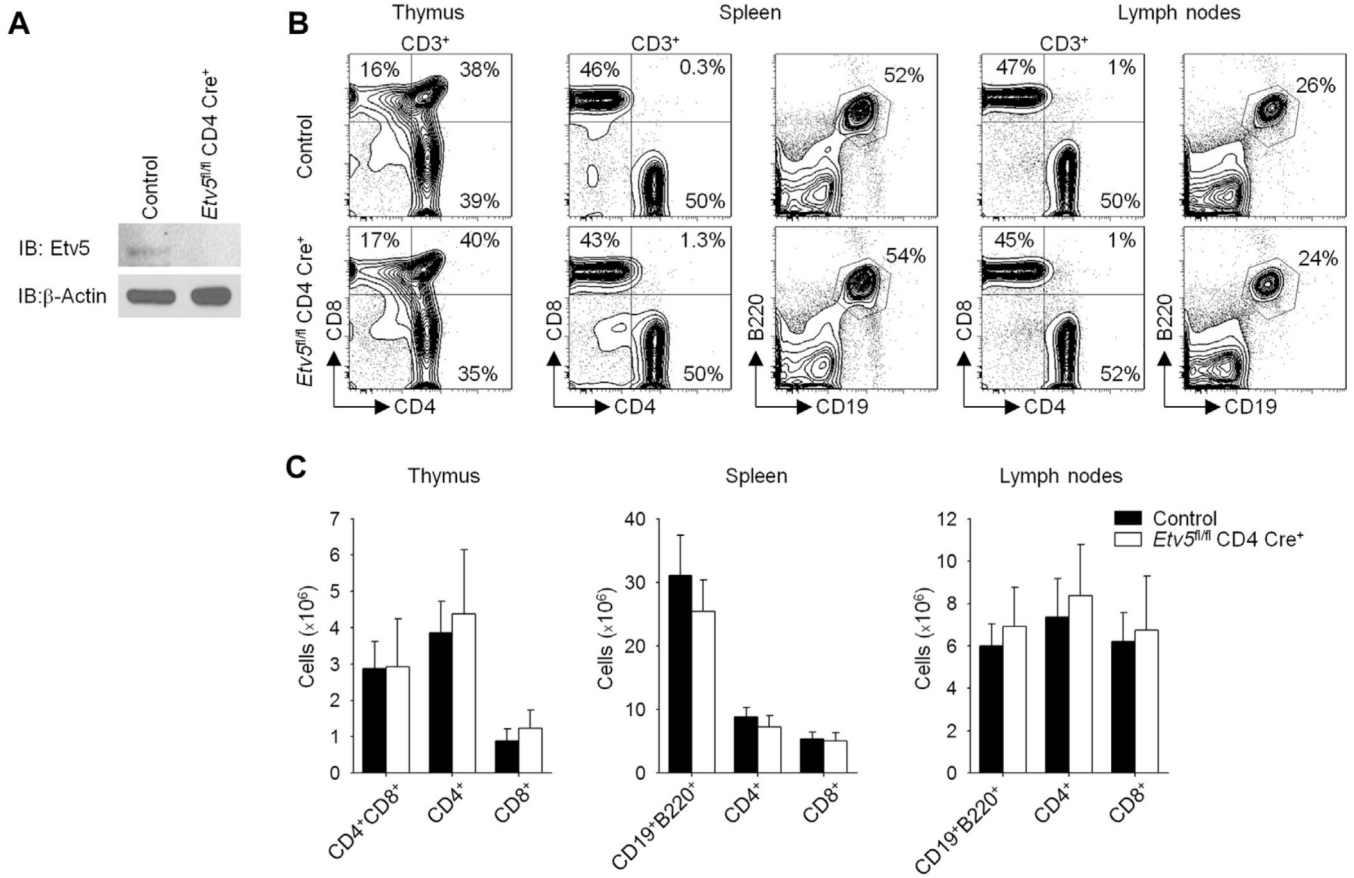 A
Control
Etv5fl/fl CD4 Cre+
IB: Etv5
IB:β-Actin
B
Thymus
Spleen
Lymph nodes
CD3+
CD3+
CD3+
Control
16%
38%
39%
46%
0.3%
50%
52%
47%
1%
50%
26%
Etv5fl/fl CD4 Cre+
17%
40%
35%
43%
1.3%
50%
54%
45%
1%
52%
24%
CD8
CD4
CD8
CD4
B220
CD19
CD8
CD4
B220
CD19
C
Thymus
Cells (×10⁶)
7
6
5
4
3
2
1
0
CD4+CD8+
CD4+
CD8+
Spleen
Cells (×10⁶)
40
30
20
10
0
CD19+B220+
CD4+
CD8+
Lymph nodes
Cells (×10⁶)
12
10
8
6
4
2
0
CD19+B220+
CD4+
CD8+
Control
Etv5fl/fl CD4 Cre+